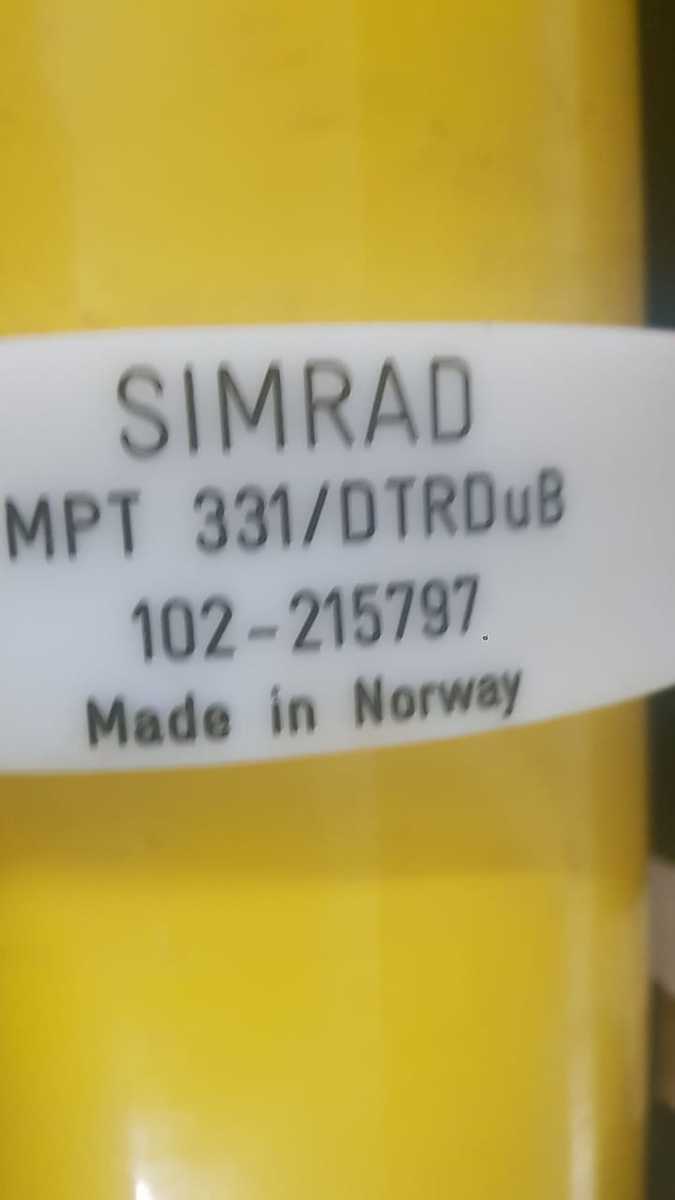 SIMRAD
MPT 331/DTRDuB
102-215797
Made in Norway